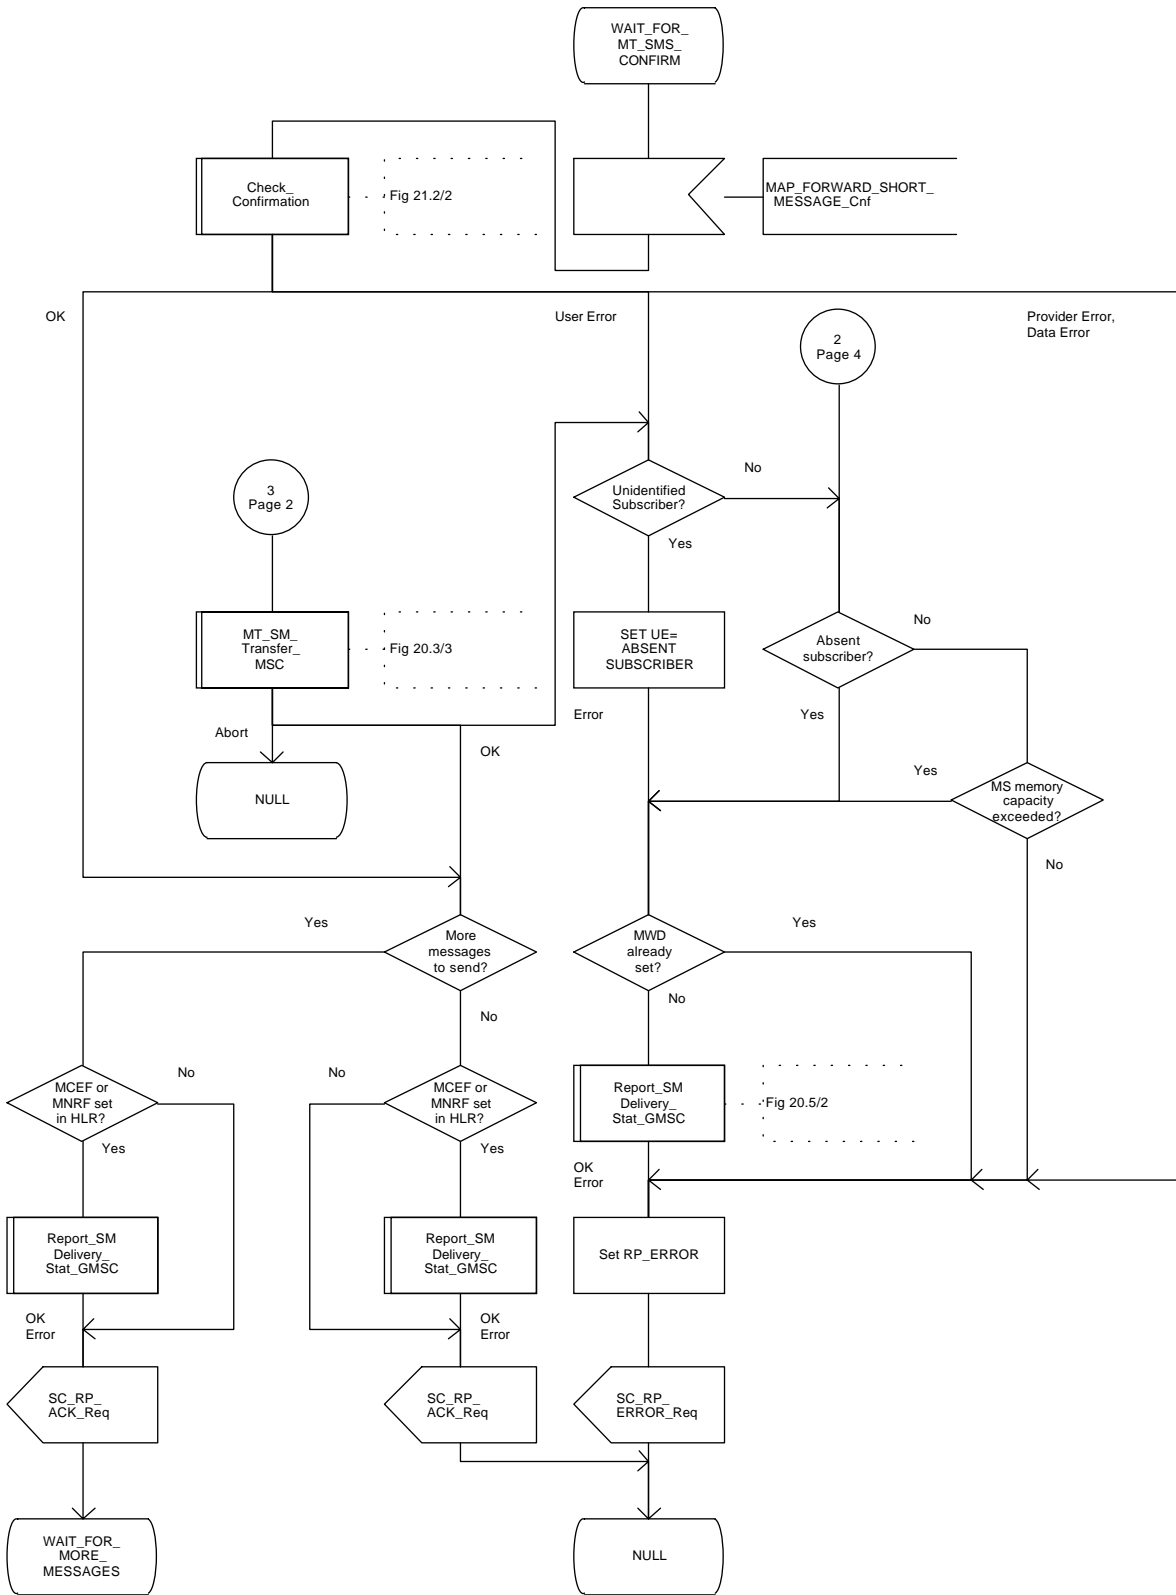 WAIT_FOR_
MT_SMS_
CONFIRM
Check_
Confirmation
Fig 21.2/2
MAP_FORWARD_SHORT_
MESSAGE_Cnf
OK
User Error
Provider Error,
Data Error
2
Page 4
3
Page 2
Unidentified
Subscriber?
No
Yes
MT_SM_
Transfer_
MSC
Fig 20.3/3
SET UE=
ABSENT
SUBSCRIBER
Absent
subscriber?
No
Error
Yes
Abort
OK
NULL
Yes
MS memory
capacity
exceeded?
No
Yes
More
messages
to send?
MWD
already
set?
Yes
No
No
MCEF or
MNRF set
in HLR?
No
No
MCEF or
MNRF set
in HLR?
Report_SM
Delivery_
Stat_GMSC
Fig 20.5/2
Yes
Yes
OK
Error
Report_SM
Delivery_
Stat_GMSC
Report_SM
Delivery_
Stat_GMSC
Set RP_ERROR
OK
Error
OK
Error
SC_RP_
ACK_Req
SC_RP_
ACK_Req
SC_RP_
ERROR_Req
WAIT_FOR_
MORE_
MESSAGES
NULL